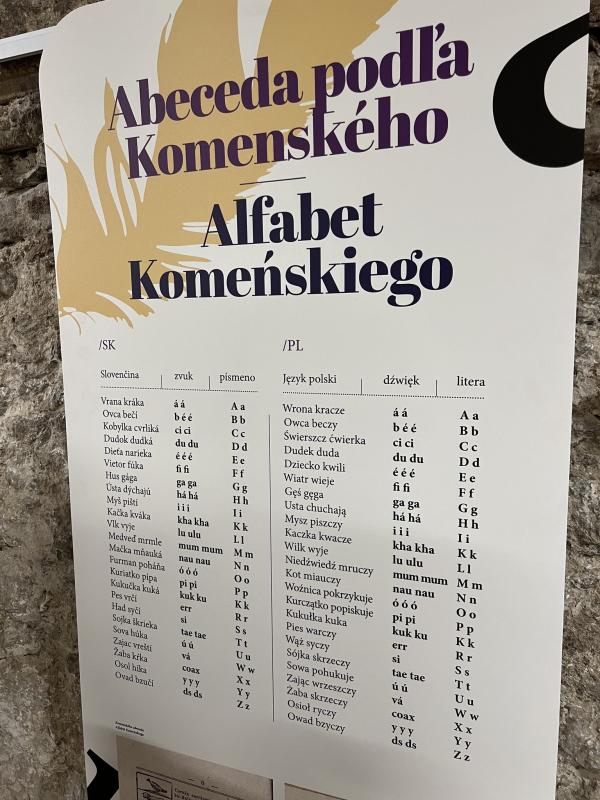 Abeceda podľa
Komenského
Alfabet
Komeńskiego
/SK
Slovenčina zvuk písmeno
Vrana kráka á á A a
Ovca bečí b é é B b
Kobylka cvrliká ci ci C c
Dudok dudká du du D d
Dieťa narieka é é é E e
Vietor fúka fi fi F f
Hus gága ga ga G g
Ústa dýchajú há há H h
Myš piští i i i I i
Kačka kváka kha kha K k
Vlk vyje lu ulu L l
Medveď mrmle mum mum M m
Mačka mňauká nau nau N n
Furman poháňa ó ó ó O o
Kuriatko pípa pi pi P p
Kukučka kuká kuk ku K k
Pes vrčí err R r
Had syčí si S s
Sojka škrieka tae tae T t
Sova húka ú ú U u
Zajac vreští vá W w
Žaba kŕka coax X x
Osol híka y y y Y y
Ovad bzučí ds ds Z z
/PL
Język polski dźwięk litera
Wrona kracze á á A a
Owca beczy b é é B b
Świerszcz ćwierka ci ci C c
Dudek duda du du D d
Dziecko kwili é é é E e
Wiatr wieje fi fi F f
Gęś gęga ga ga G g
Usta chuchają há há H h
Mysz piszczy i i i I i
Kaczka kwacze kha kha K k
Wilk wyje lu ulu L l
Niedźwiedź mruczy mum mum M m
Kot miauczy nau nau N n
Woźnica pokrzykuje ó ó ó O o
Kurczątko popiskuje pi pi P p
Kukułka kuka kuk ku K k
Pies warczy err R r
Wąż syczy si S s
Sójka skrzeczy tae tae T t
Sowa pohukuje ú ú U u
Zając wrzeszczy vá W w
Żaba skrzeczy coax X x
Osioł ryczy y y y Y y
Owad bzyczy ds ds Z z